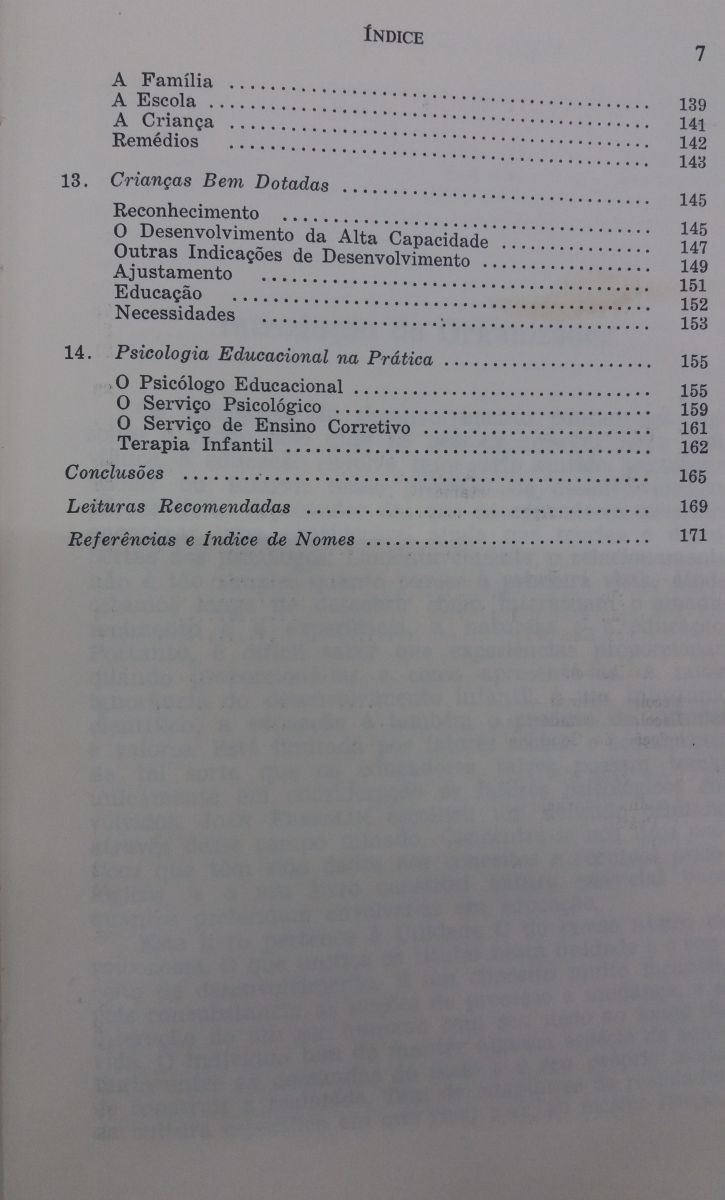 ÍNDICE
7
A Família ........................................ 139
A Escola ........................................ 141
A Criança ........................................ 142
Remédios ........................................ 143
13. Crianças Bem Dotadas ........................................ 145
Reconhecimento ........................................ 145
O Desenvolvimento da Alta Capacidade ............... 147
Outras Indicações de Desenvolvimento ................. 149
Ajustamento ........................................ 151
Educação ........................................ 152
Necessidades ........................................ 153
14. Psicologia Educacional na Prática ..................... 155
O Psicólogo Educacional .............................. 155
O Serviço Psicológico ................................ 159
O Serviço de Ensino Corretivo ....................... 161
Terapia Infantil ..................................... 162
Conclusões ........................................ 165
Leituras Recomendadas .................................. 169
Referências e Índice de Nomes ............................ 171